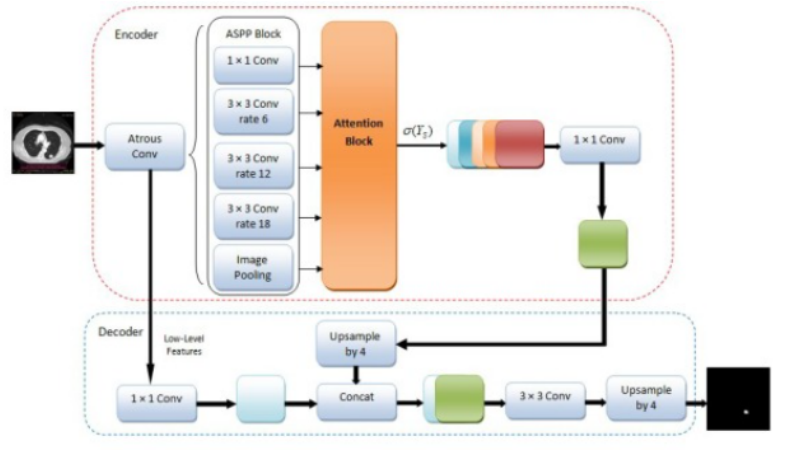 Encoder
ASPP Block
1 × 1 Conv
3 × 3 Conv
rate 6
3 × 3 Conv
rate 12
3 × 3 Conv
rate 18
Image
Pooling
Atrous
Conv
Attention
Block
σ(T_S)
1 × 1 Conv
Decoder
Low-Level
Features
Upsample
by 4
1 × 1 Conv
Concat
3 × 3 Conv
Upsample
by 4